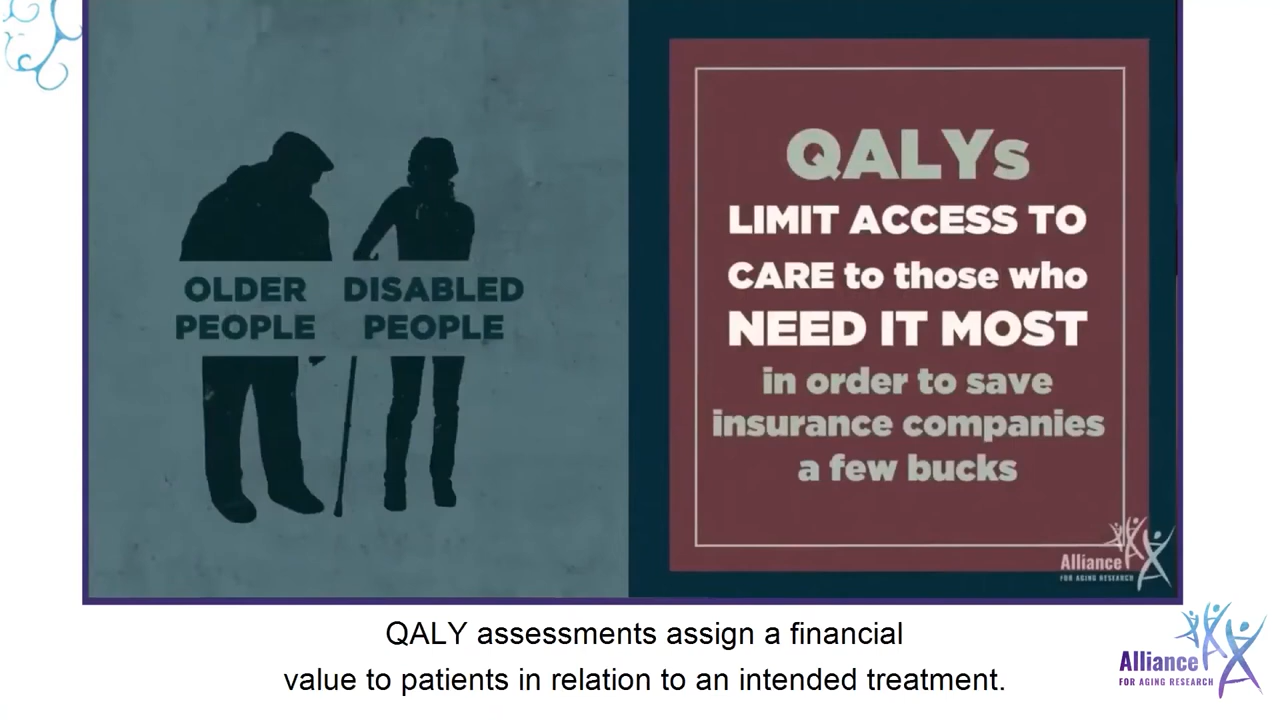 OLDER PEOPLE
DISABLED PEOPLE
QALYs
LIMIT ACCESS TO
CARE to those who
NEED IT MOST
in order to save
insurance companies
a few bucks
Alliance
FOR AGING RESEARCH
QALY assessments assign a financial
value to patients in relation to an intended treatment.
Alliance
FOR AGING RESEARCH